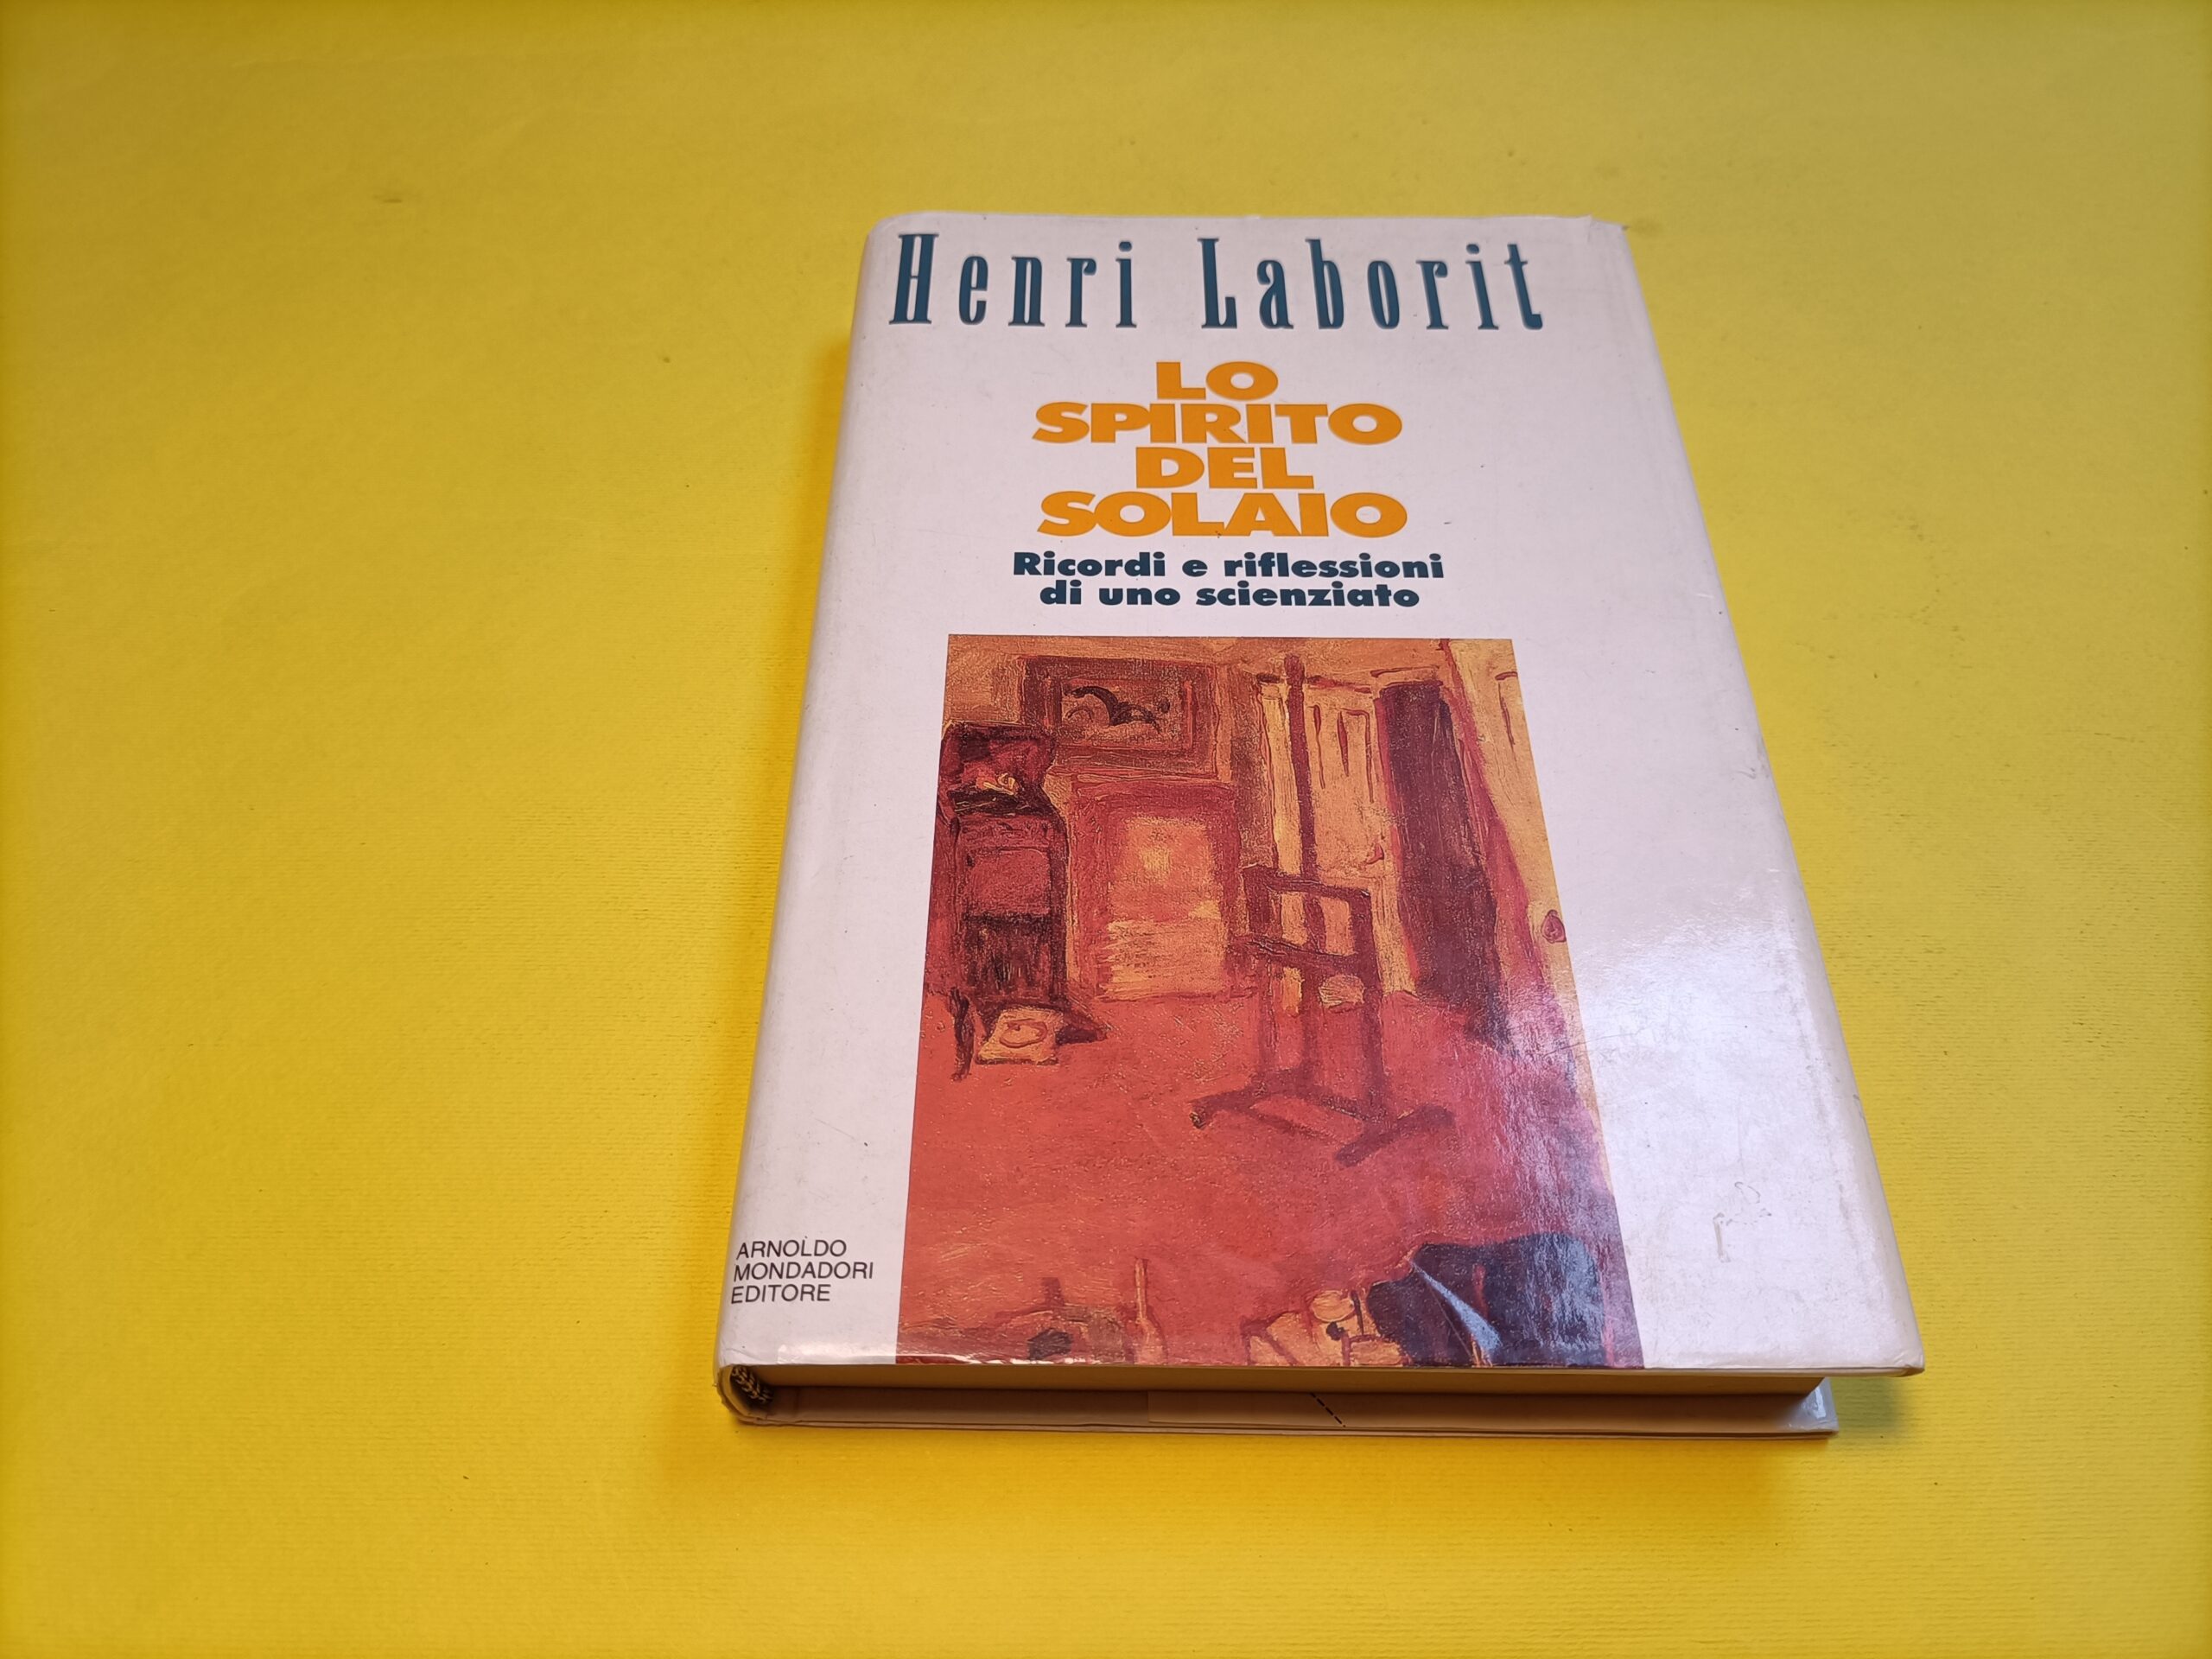 Henri Laborit
LO
SPIRITO
DEL
SOLAIO
Ricordi e riflessioni
di uno scienziato
ARNOLDO
MONDADORI
EDITORE